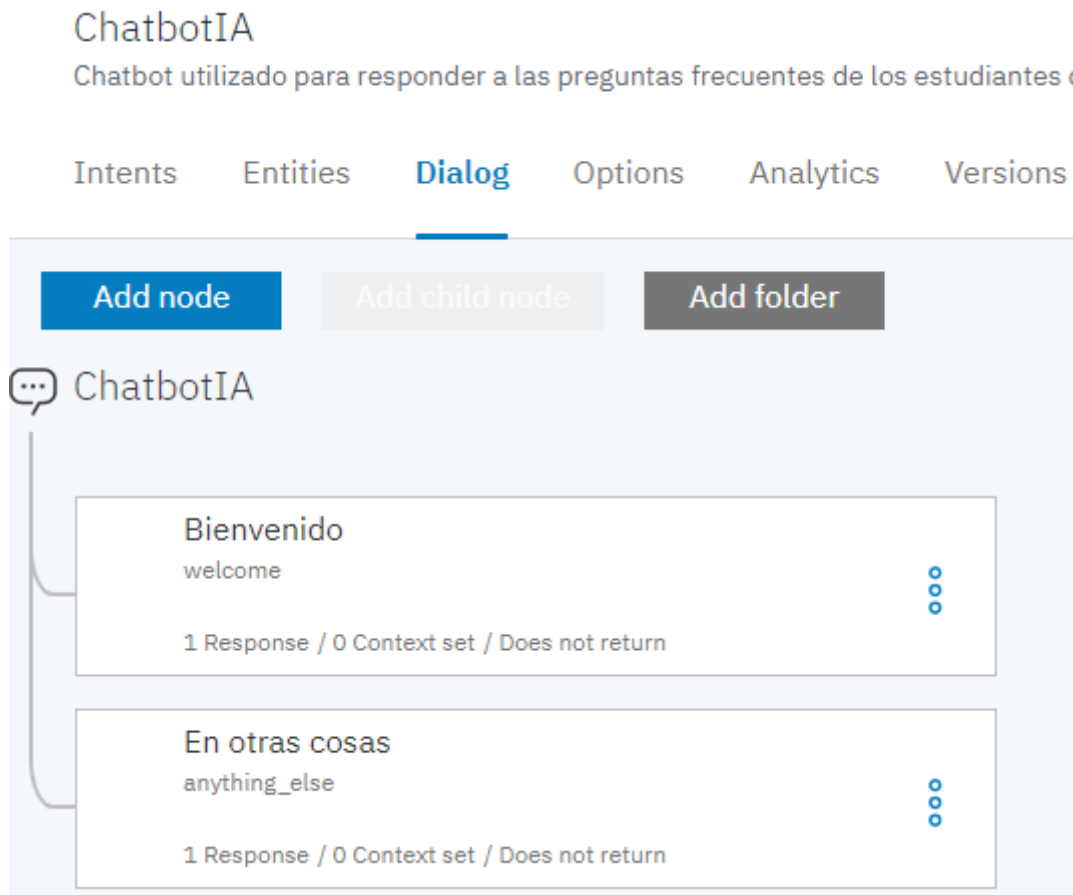 ChatbotIA
Chatbot utilizado para responder a las preguntas frecuentes de los estudiantes
Intents Entities Dialog Options Analytics Versions
Add node Add child node Add folder
ChatbotIA
Bienvenido
welcome
1 Response / 0 Context set / Does not return
En otras cosas
anything_else
1 Response / 0 Context set / Does not return